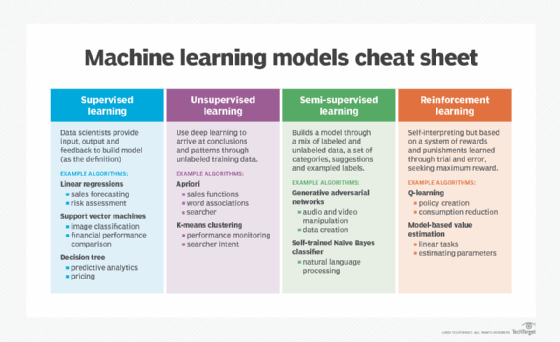 Machine learning models cheat sheet
Supervised
learning
Data scientists provide
input, output and
feedback to build model
(as the definition)
EXAMPLE ALGORITHMS:
Linear regressions
sales forecasting
risk assessment
Support vector machines
image classification
financial performance
comparison
Decision tree
predictive analytics
pricing
Unsupervised
learning
Use deep learning to
arrive at conclusions
and patterns through
unlabeled training data.
EXAMPLE ALGORITHMS:
Apriori
sales functions
word associations
searcher
K-means clustering
performance monitoring
searcher intent
Semi-supervised
learning
Builds a model through
a mix of labeled and
unlabeled data, a set of
categories, suggestions
and exampled labels.
EXAMPLE ALGORITHMS:
Generative adversarial
networks
audio and video
manipulation
data creation
Self-trained Naïve Bayes
classifier
natural language
processing
Reinforcement
learning
Self-interpreting but based
on a system of rewards
and punishments learned
through trial and error,
seeking maximum reward.
EXAMPLE ALGORITHMS:
Q-learning
policy creation
consumption reduction
Model-based value
estimation
linear tasks
estimating parameters
TechTarget